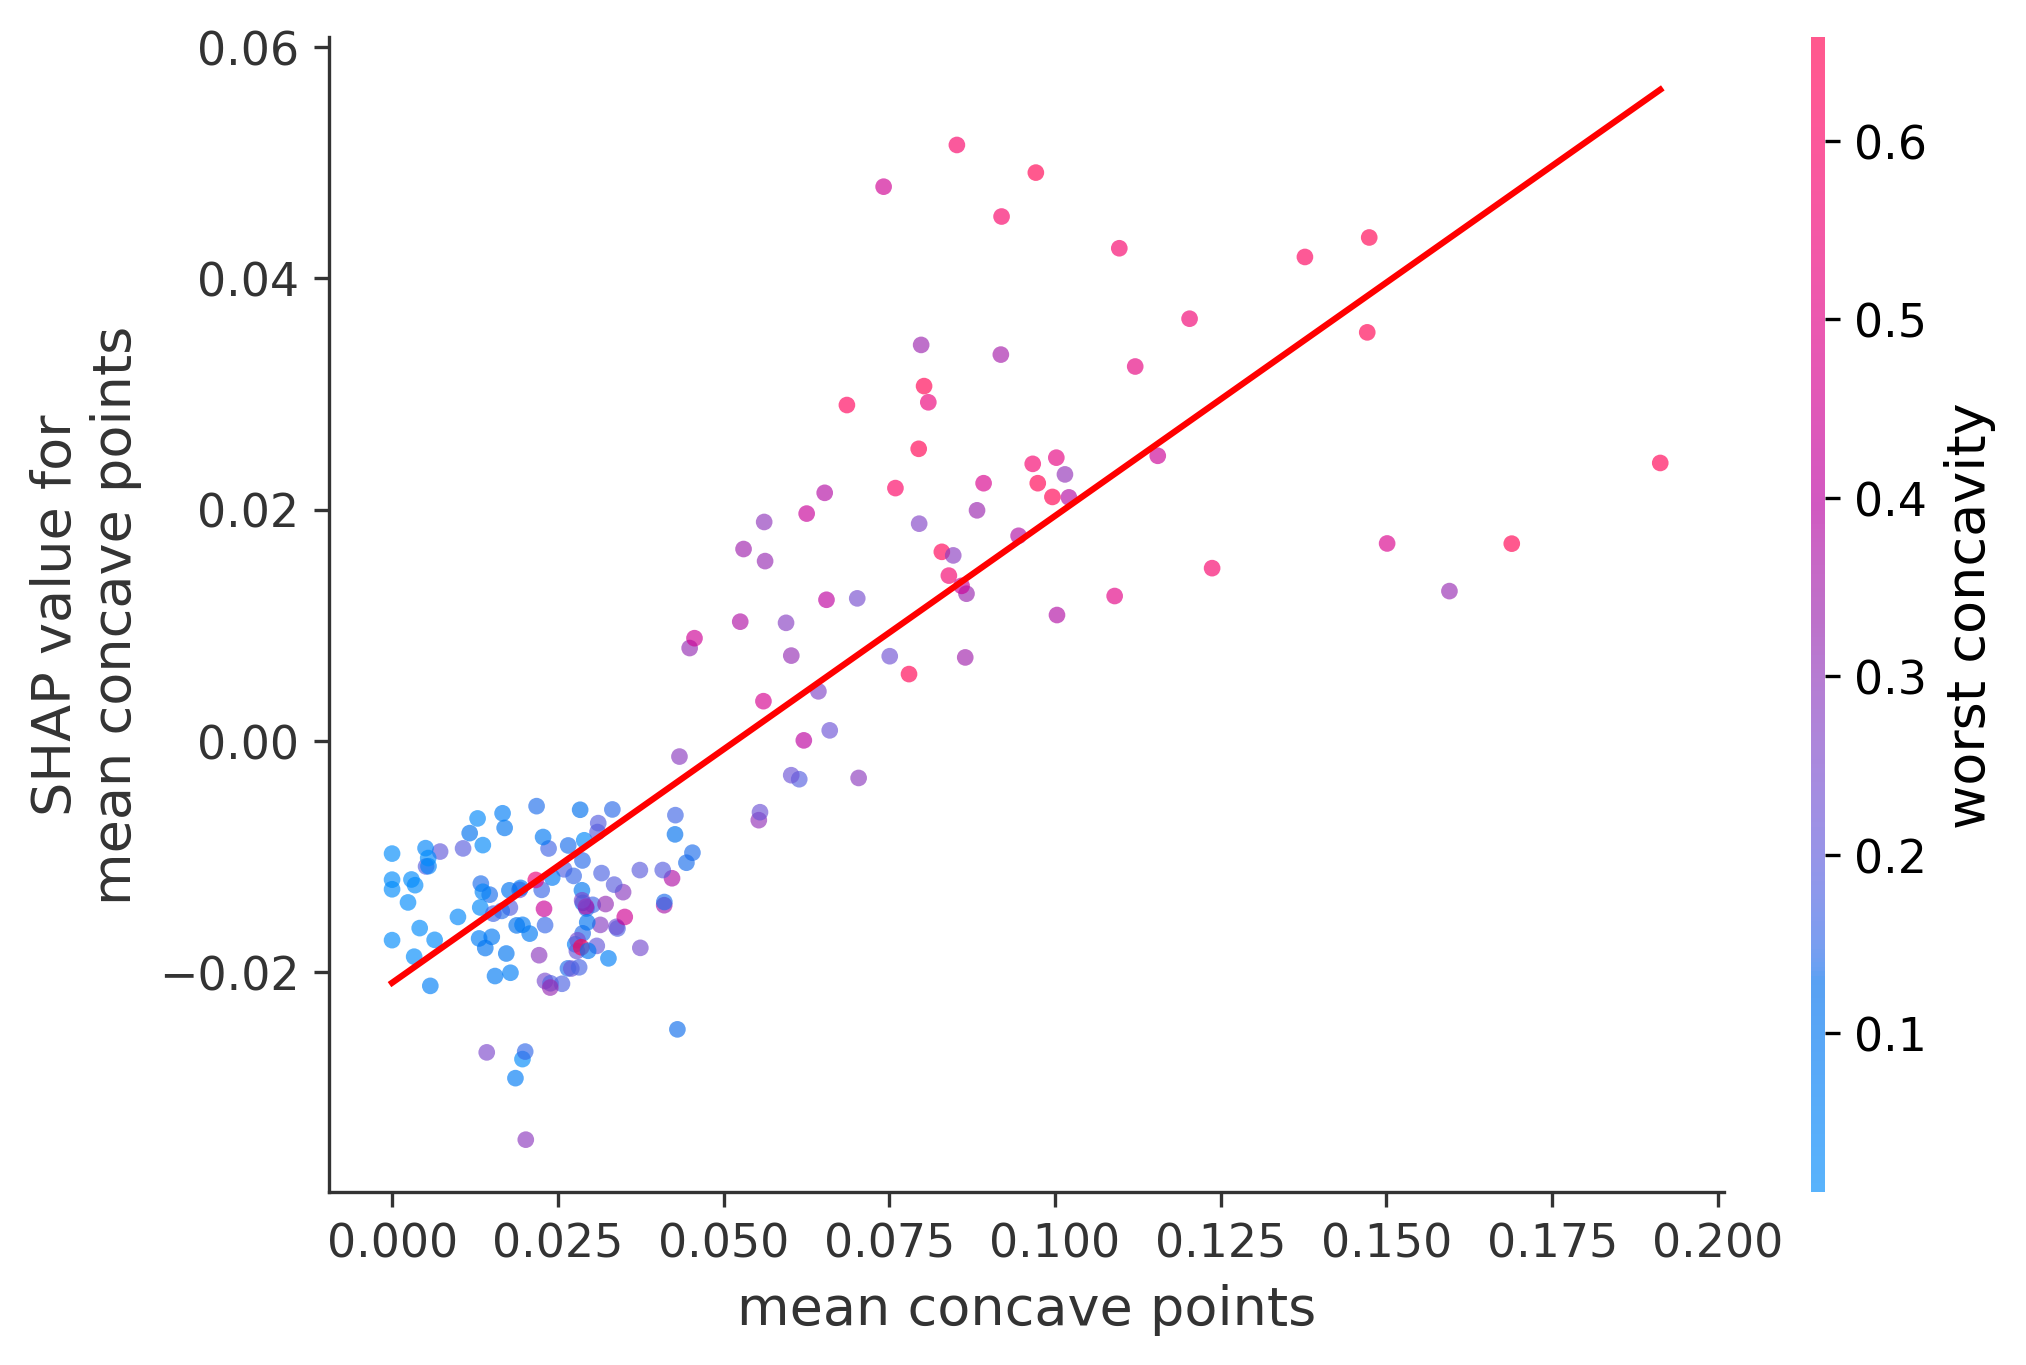 SHAP value for
mean concave points
0.06
0.04
0.02
0.00
−0.02
0.000 0.025 0.050 0.075 0.100 0.125 0.150 0.175 0.200
mean concave points
0.6
0.5
0.4
0.3
0.2
0.1
worst concavity